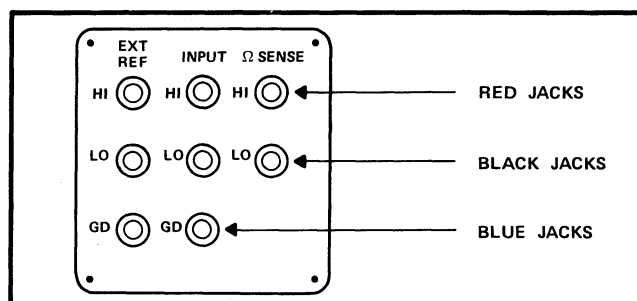 EXT
REF INPUT Ω SENSE
HI HI HI RED JACKS
LO LO LO BLACK JACKS
GD GD BLUE JACKS